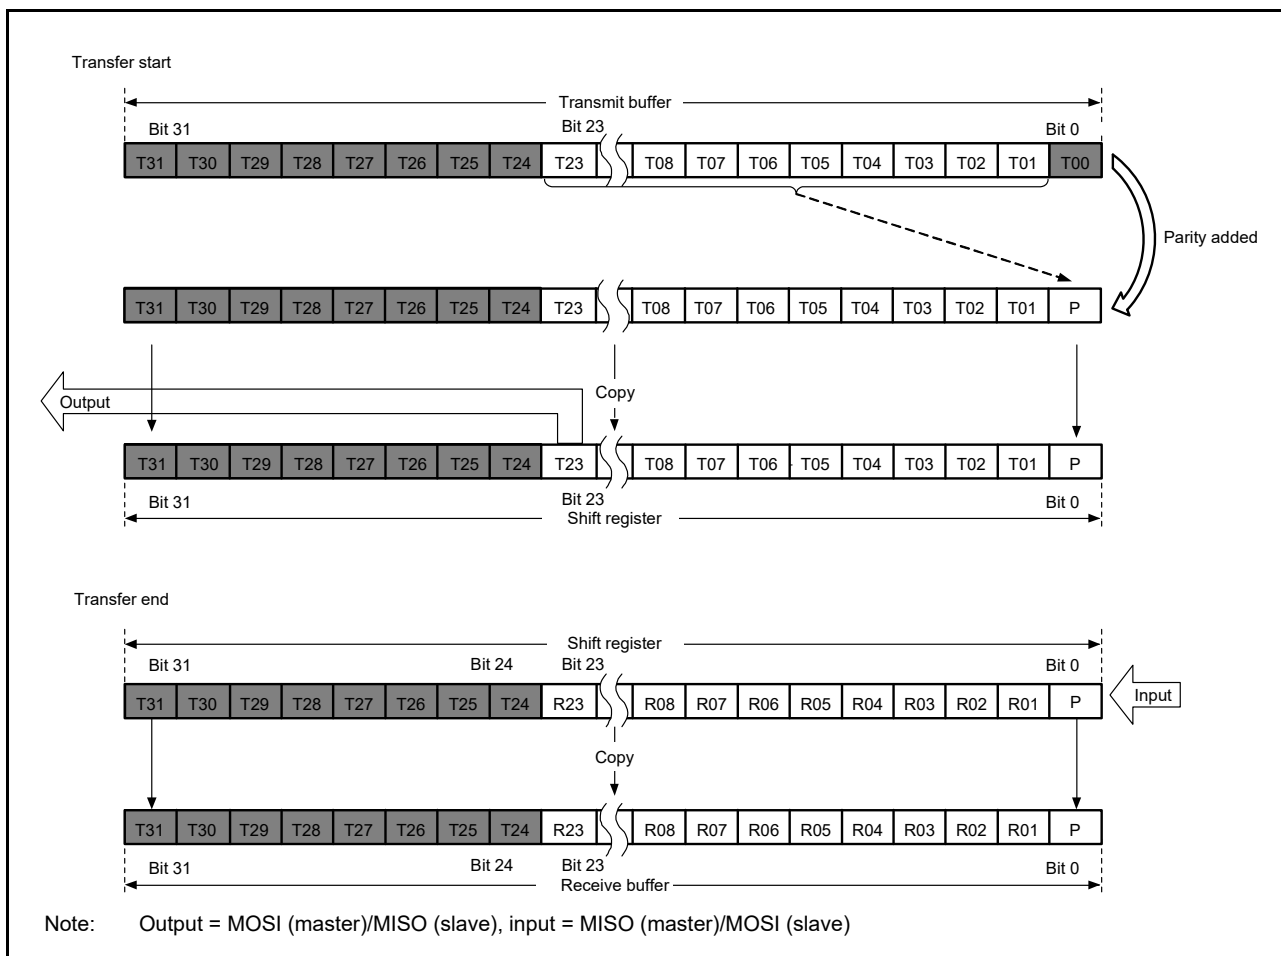 Transfer start
Transmit buffer
Bit 31 Bit 23 Bit 0
T31 T30 T29 T28 T27 T26 T25 T24 T23 T08 T07 T06 T05 T04 T03 T02 T01 T00
Parity added
T31 T30 T29 T28 T27 T26 T25 T24 T23 T08 T07 T06 T05 T04 T03 T02 T01 P
Output Copy
T31 T30 T29 T28 T27 T26 T25 T24 T23 T08 T07 T06 T05 T04 T03 T02 T01 P
Bit 31 Bit 23 Bit 0
Shift register
Transfer end
Shift register
Bit 31 Bit 24 Bit 23 Bit 0
T31 T30 T29 T28 T27 T26 T25 T24 R23 R08 R07 R06 R05 R04 R03 R02 R01 P Input
Copy
T31 T30 T29 T28 T27 T26 T25 T24 R23 R08 R07 R06 R05 R04 R03 R02 R01 P
Bit 31 Bit 24 Bit 23 Bit 0
Receive buffer
Note: Output = MOSI (master)/MISO (slave), input = MISO (master)/MOSI (slave)